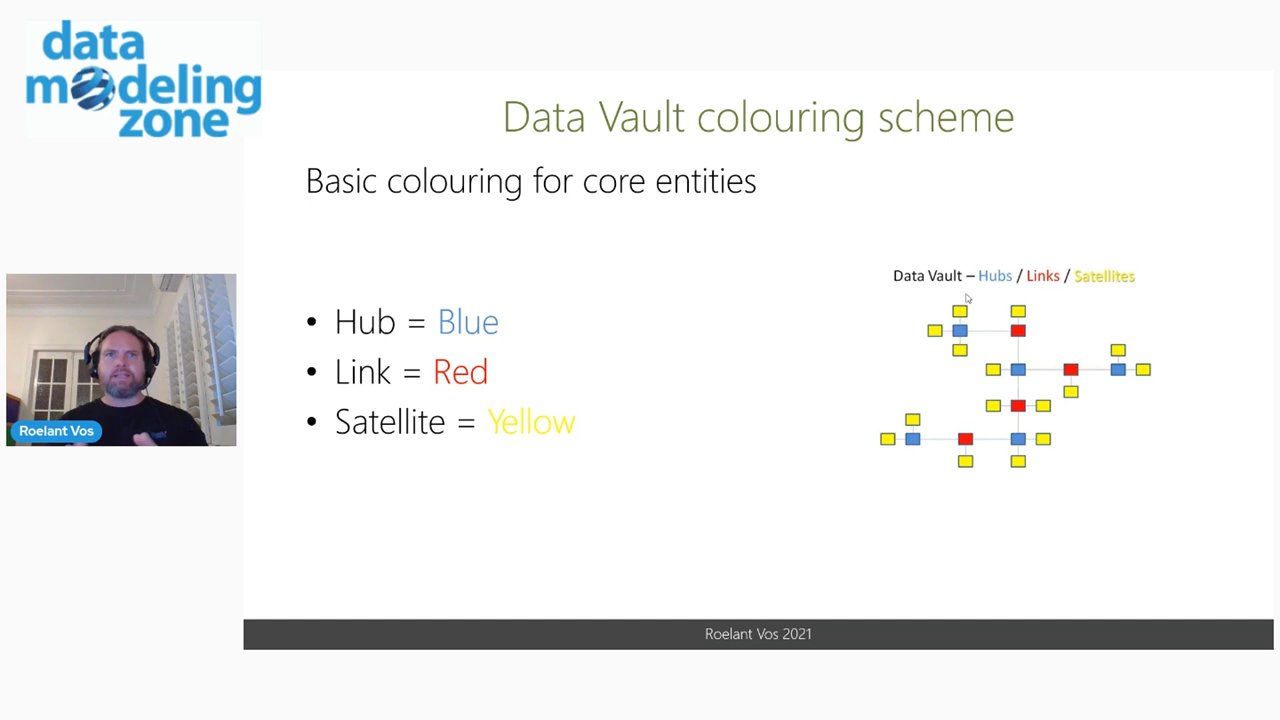 data
modeling
zone
Data Vault colouring scheme
Basic colouring for core entities
Data Vault – Hubs / Links / Satellites
• Hub = Blue
• Link = Red
• Satellite = Yellow
Roelant Vos
Roelant Vos 2021